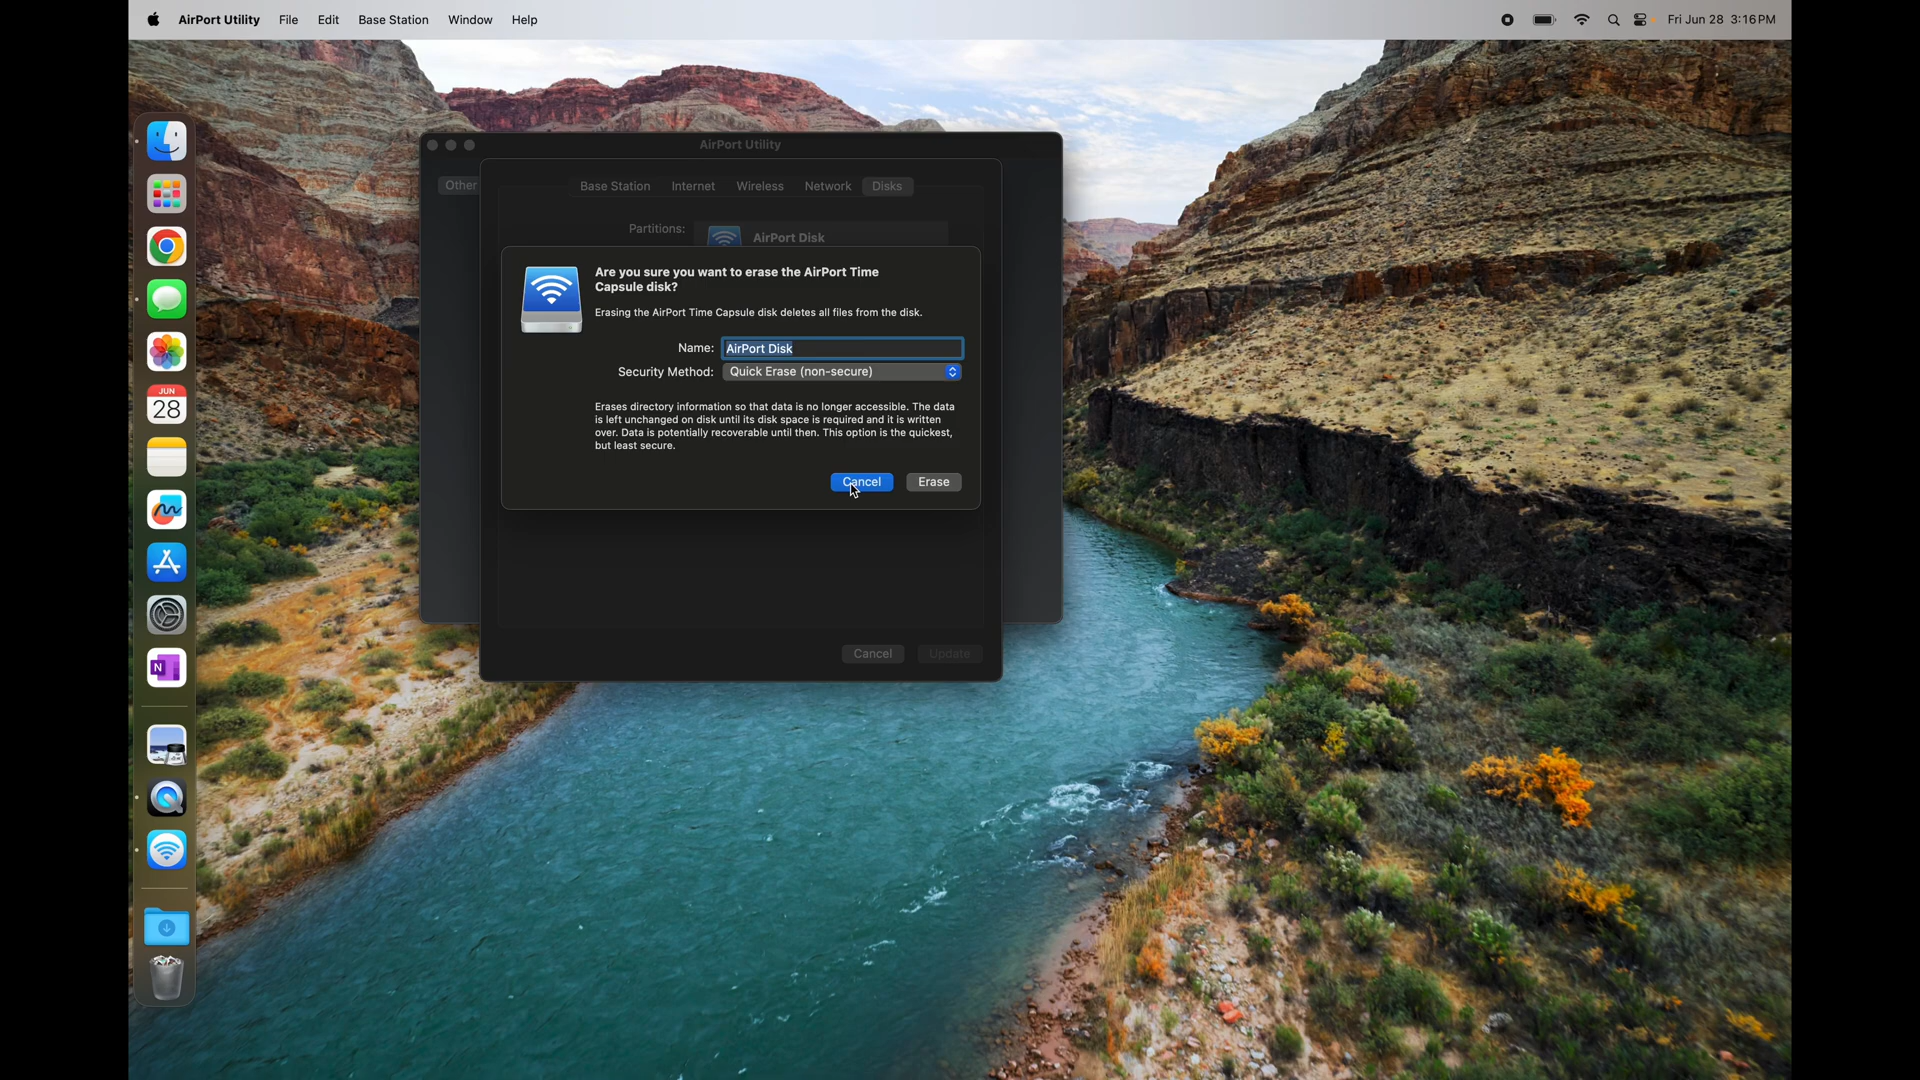 AirPort Utility File Edit Base Station Window Help Fri Jun 28 3:16 PM
AirPort Utility
Other
Base Station Internet Wireless Network Disks
Partitions: AirPort Disk
Are you sure you want to erase the AirPort Time
Capsule disk?
Erasing the AirPort Time Capsule disk deletes all files from the disk.
Name: AirPort Disk
Security Method: Quick Erase (non-secure)
Erases directory information so that data is no longer accessible. The data
is left unchanged on disk until its disk space is required and it is written
over. Data is potentially recoverable until then. This option is the quickest,
but least secure.
Cancel Erase
Cancel Update
JUN
28
N